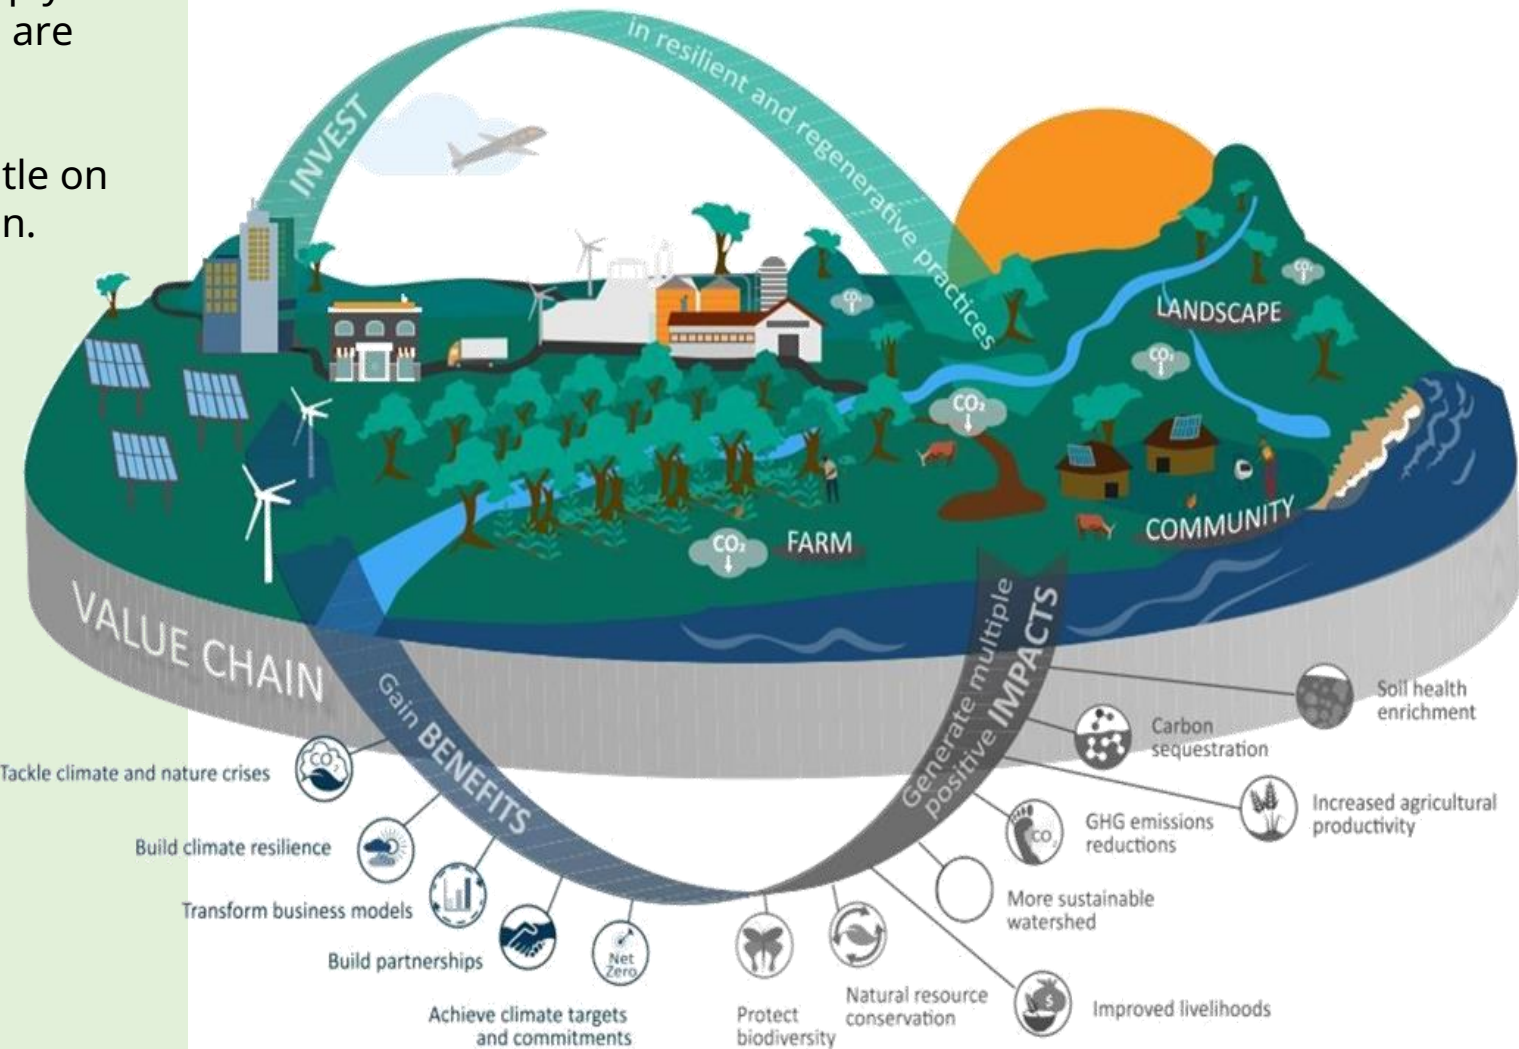 are
tle on
n.
INVEST
in resilient and regenerative practices
CO₂
LANDSCAPE
CO₂
CO₂
CO₂
COMMUNITY
CO₂
FARM
VALUE CHAIN
Gain BENEFITS
Generate multiple
positive IMPACTS
CO₂
Tackle climate and nature crises
Build climate resilience
Transform business models
Build partnerships
Net
Zero
Achieve climate targets
and commitments
Soil health
enrichment
Carbon
sequestration
Increased agricultural
productivity
CO₂
GHG emissions
reductions
More sustainable
watershed
$
Improved livelihoods
Natural resource
conservation
Protect
biodiversity